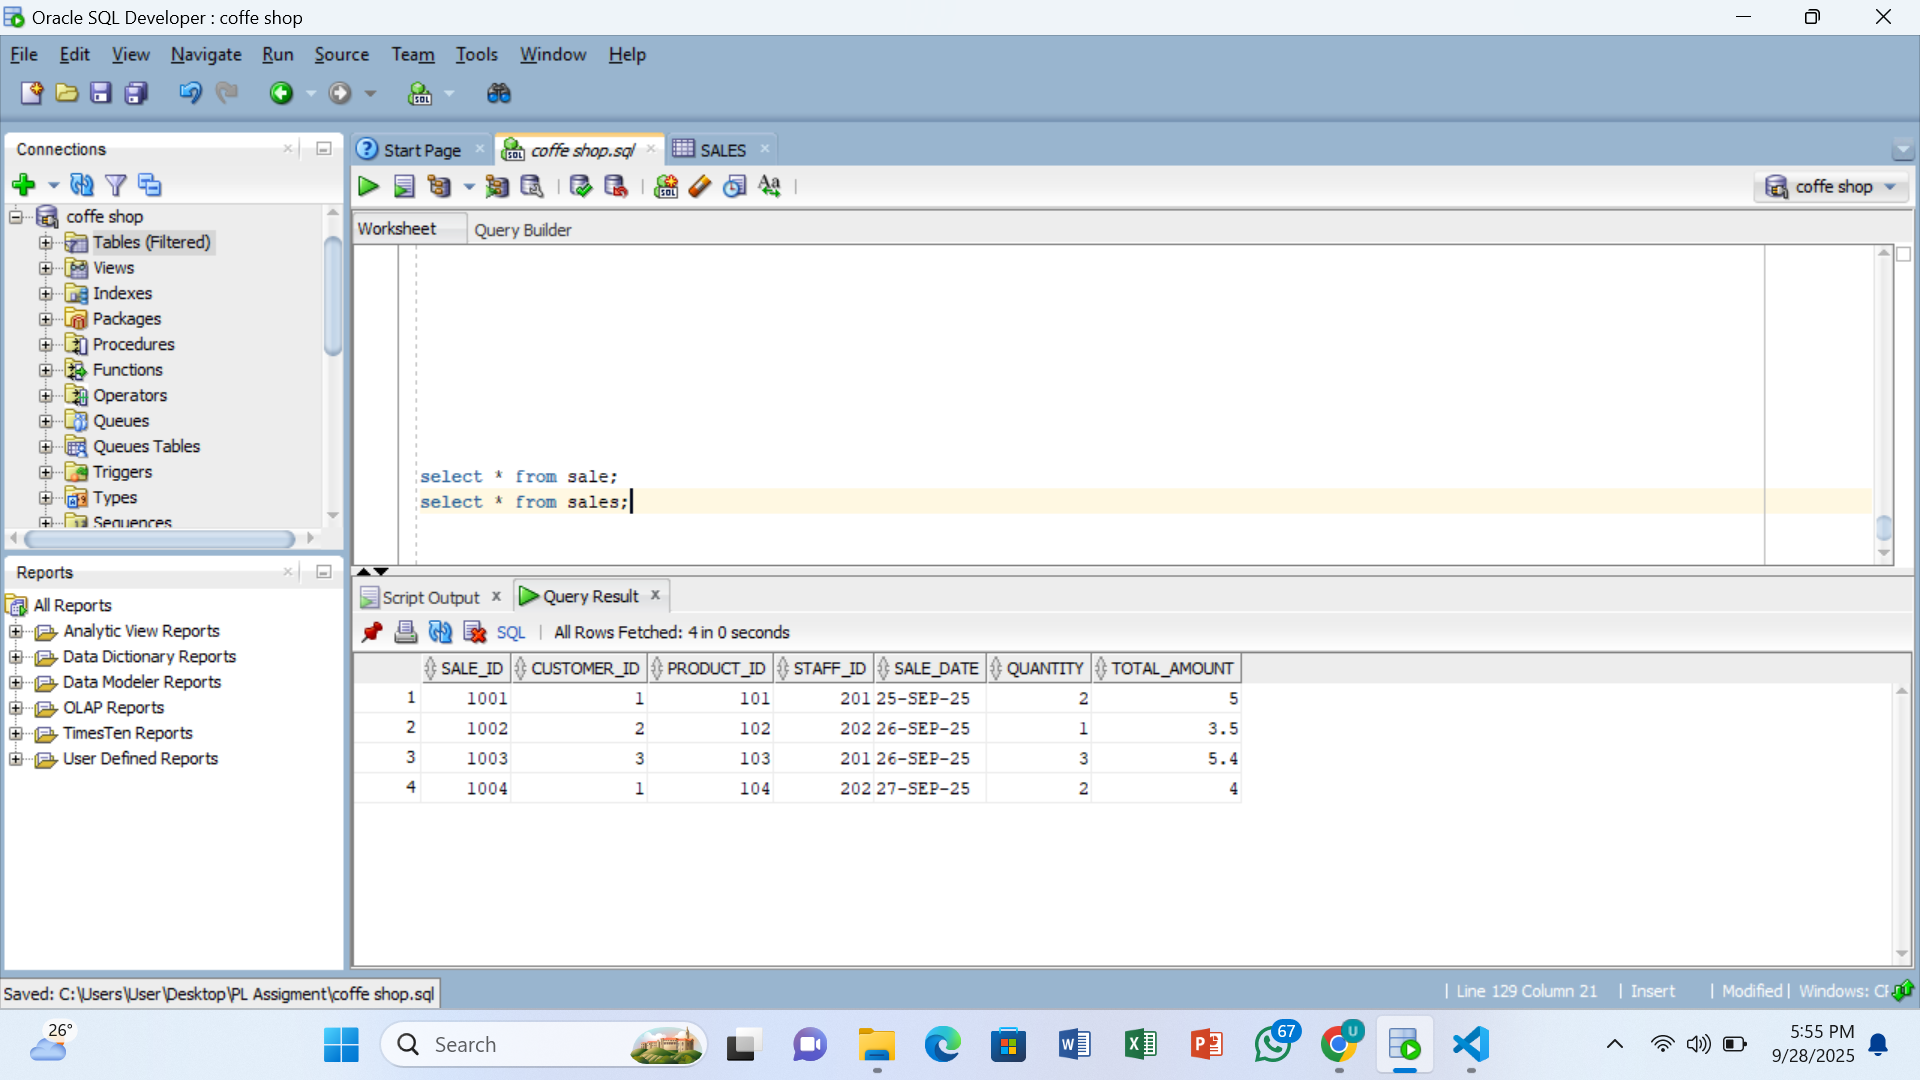 Oracle SQL Developer : coffe shop
File Edit View Navigate Run Source Team Tools Window Help
Connections
coffe shop
Tables (Filtered)
Views
Indexes
Packages
Procedures
Functions
Operators
Queues
Queues Tables
Triggers
Types
Sequences
Reports
All Reports
Analytic View Reports
Data Dictionary Reports
Data Modeler Reports
OLAP Reports
TimesTen Reports
User Defined Reports
Start Page coffe shop.sql SALES
coffe shop
Worksheet Query Builder
select * from sale;
select * from sales;
Script Output Query Result
SQL All Rows Fetched: 4 in 0 seconds
SALE_ID CUSTOMER_ID PRODUCT_ID STAFF_ID SALE_DATE QUANTITY TOTAL_AMOUNT
1 1001 1 101 201 25-SEP-25 2 5
2 1002 2 102 202 26-SEP-25 1 3.5
3 1003 3 103 201 26-SEP-25 3 5.4
4 1004 1 104 202 27-SEP-25 2 4
Saved: C:\Users\User\Desktop\PL Assigment\coffe shop.sql
Line 129 Column 21 Insert Modified Windows:
26°
Search
67
U
5:55 PM
9/28/2025